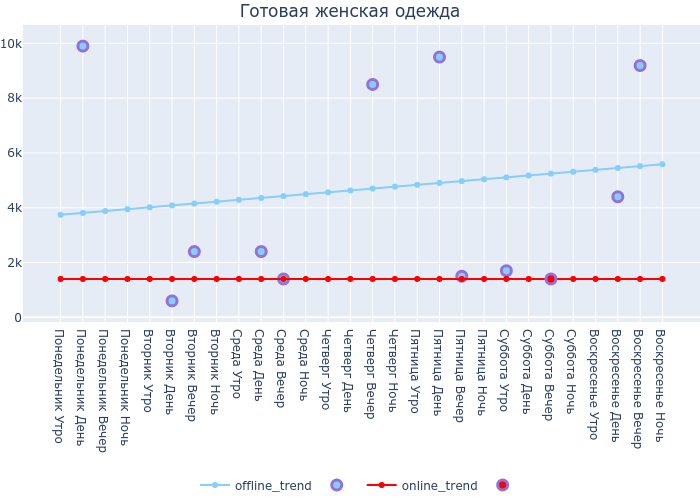 Готовая женская одежда
10k
8k
6k
4k
2k
0
Понедельник Утро
Понедельник День
Понедельник Вечер
Понедельник Ночь
Вторник Утро
Вторник День
Вторник Вечер
Вторник Ночь
Среда Утро
Среда День
Среда Вечер
Среда Ночь
Четверг Утро
Четверг День
Четверг Вечер
Четверг Ночь
Пятница Утро
Пятница День
Пятница Вечер
Пятница Ночь
Суббота Утро
Суббота День
Суббота Вечер
Суббота Ночь
Воскресенье Утро
Воскресенье День
Воскресенье Вечер
Воскресенье Ночь
offline_trend online_trend